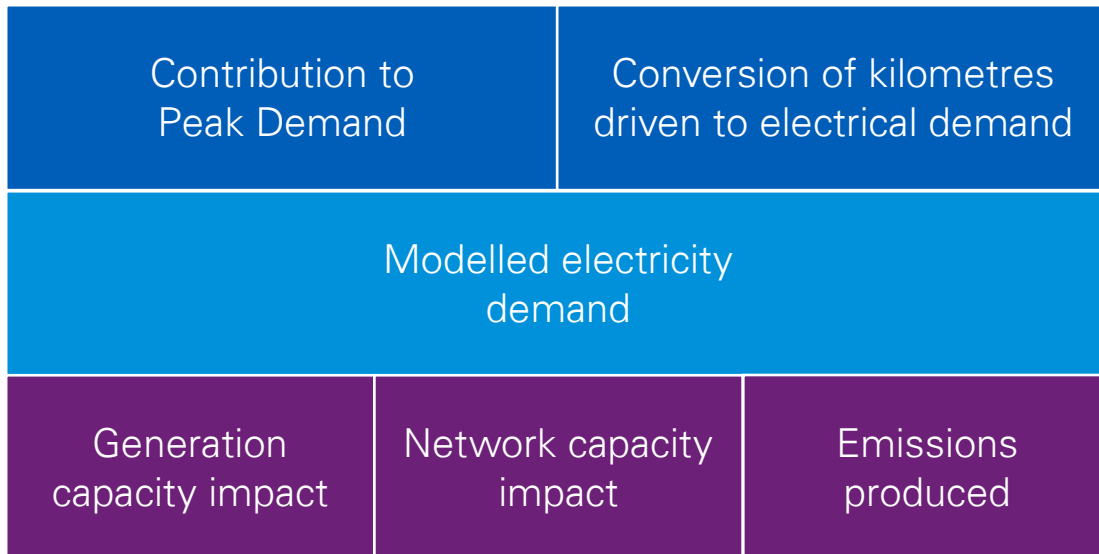 Contribution to
Peak Demand
Conversion of kilometres
driven to electrical demand
Modelled electricity
demand
Generation
capacity impact
Network capacity
impact
Emissions
produced